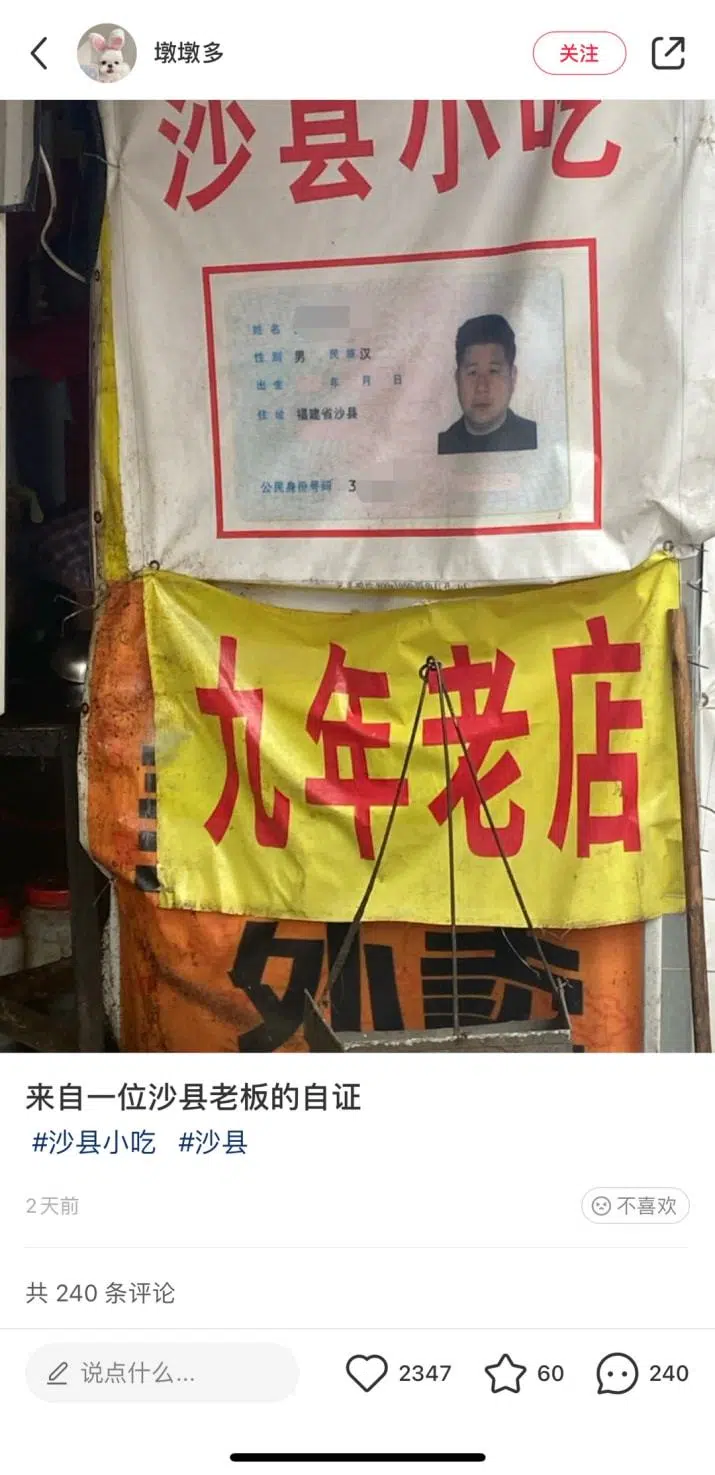 墩墩多
关注
沙县小吃
姓名
性别 男 民族 汉
出生 年 月 日
住址 福建省沙县
公民身份号码 3
九年老店
外
来自一位沙县老板的自证
#沙县小吃 #沙县
2天前
不喜欢
共 240 条评论
说点什么...
2347
60
240